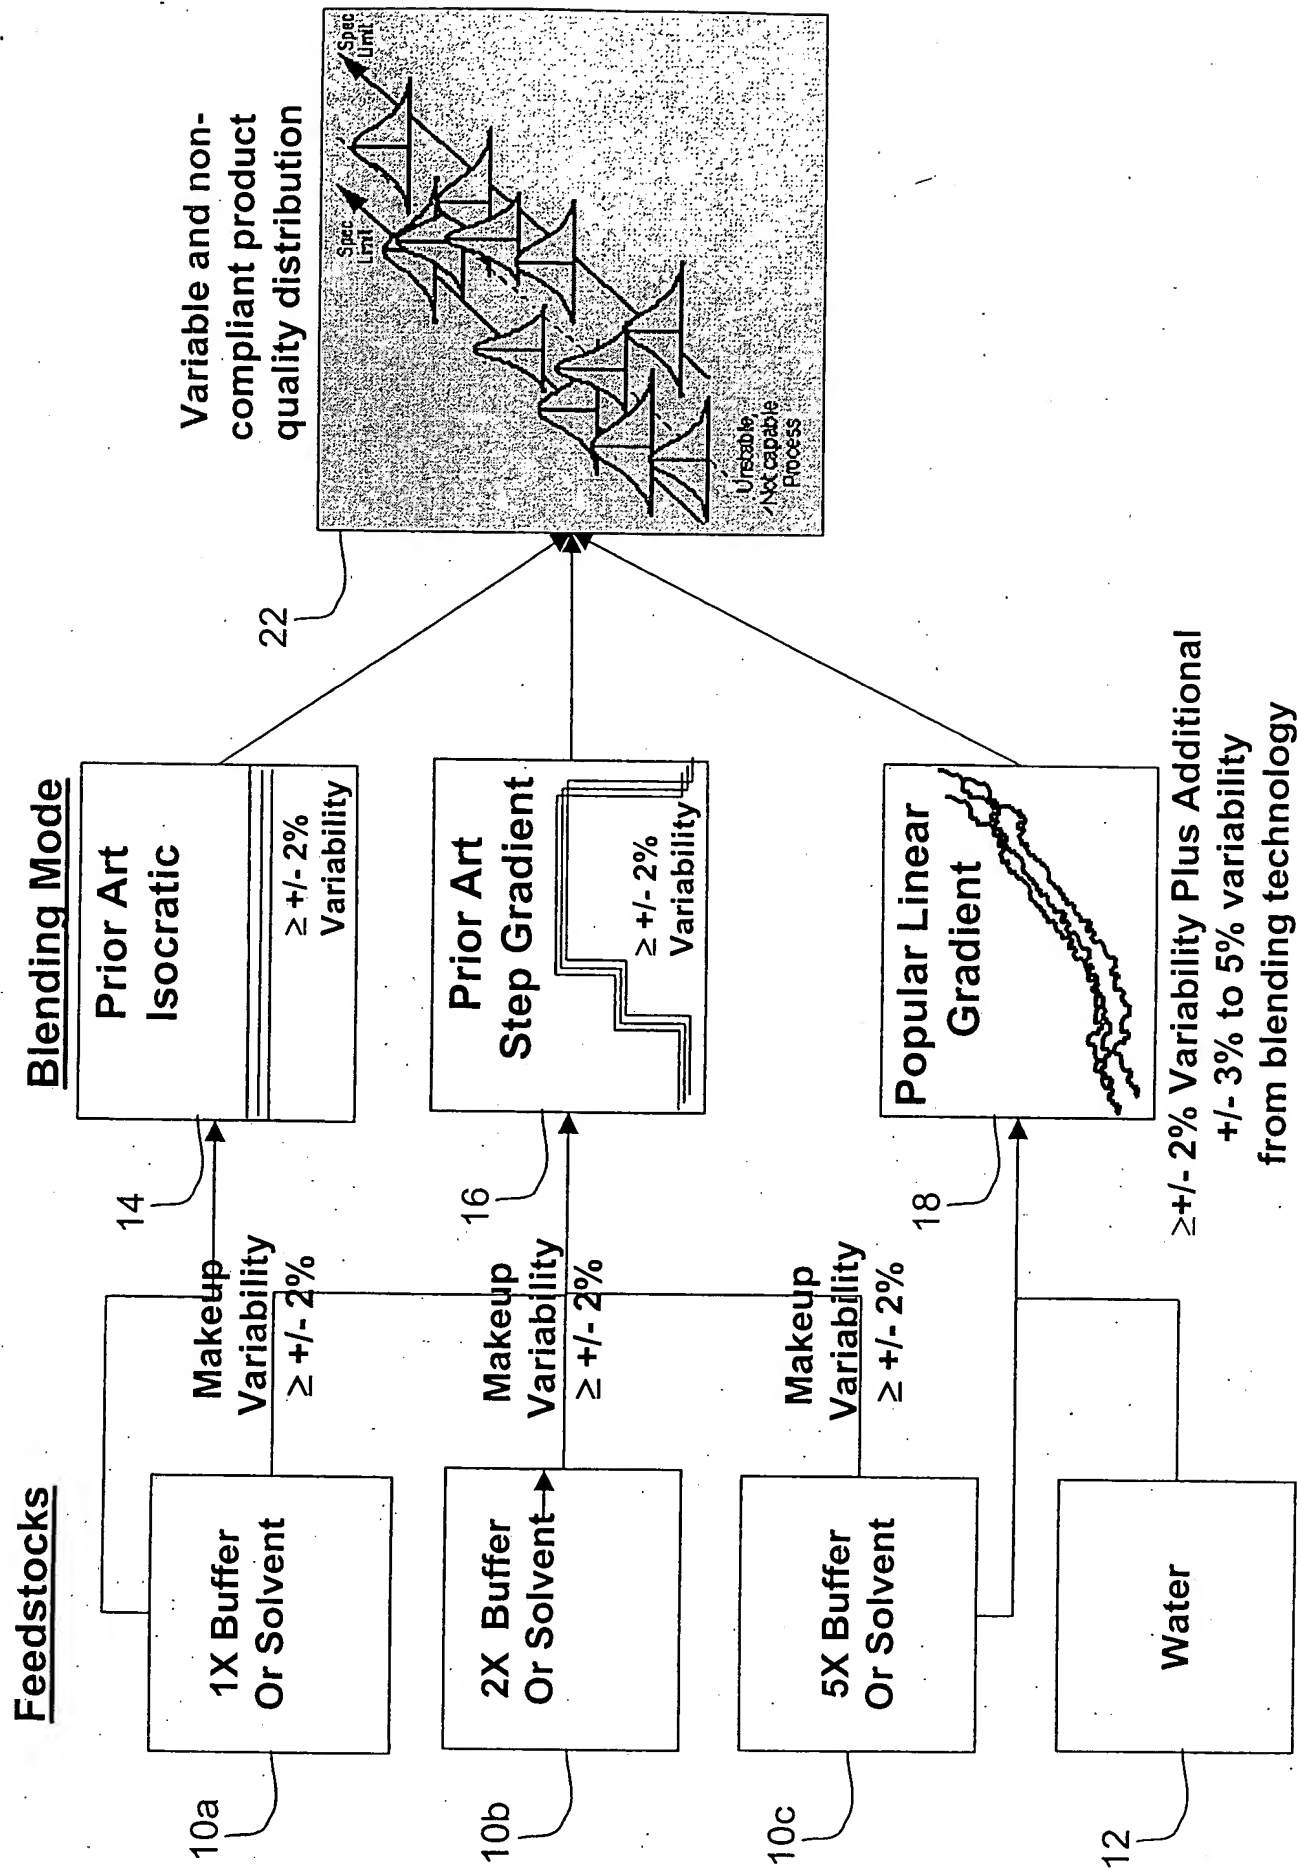 Feedstocks
Blending Mode
10a
1X Buffer
Or Solvent
Makeup
Variability
≥ +/- 2%
14
Prior Art
Isocratic
≥ +/- 2%
Variability
10b
2X Buffer
Or Solvent
Makeup
Variability
≥ +/- 2%
16
Prior Art
Step Gradient
≥ +/- 2%
Variability
10c
5X Buffer
Or Solvent
Makeup
Variability
≥ +/- 2%
18
Popular Linear
Gradient
≥+/- 2% Variability Plus Additional
+/- 3% to 5% variability
from blending technology
12
Water
22
Variable and non-
compliant product
quality distribution
Spec
Limit
Spec
Limit
Unstable,
Not capable
Process